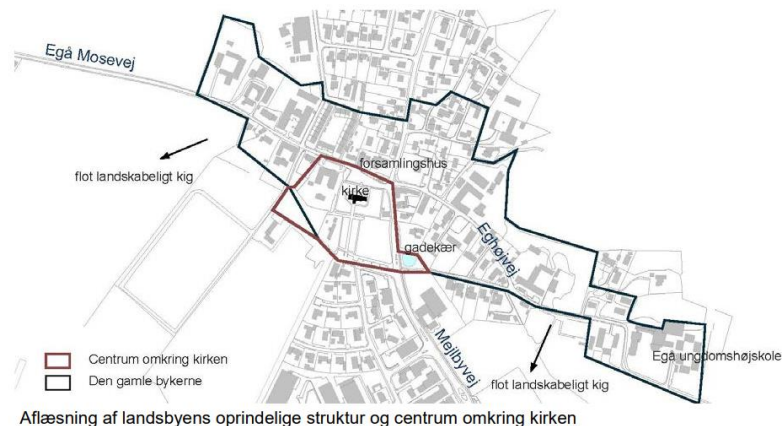 Egå Mosevej
flot landskabeligt kig
forsamlingshus
kirke
gadekær
Eghøjvej
Mejlbyvej
Egå ungdomshøjskole
flot landskabeligt kig
Centrum omkring kirken
Den gamle bykerne
Aflæsning af landsbyens oprindelige struktur og centrum omkring kirken